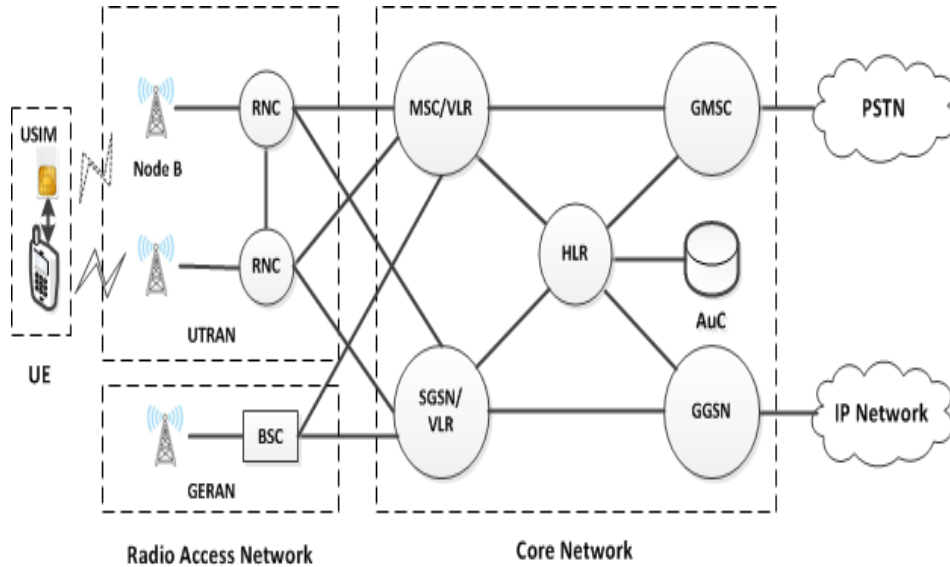 USIM
UE
Node B
RNC
RNC
UTRAN
BSC
GERAN
Radio Access Network
MSC/VLR
GMSC
HLR
AuC
SGSN/
VLR
GGSN
Core Network
PSTN
IP Network